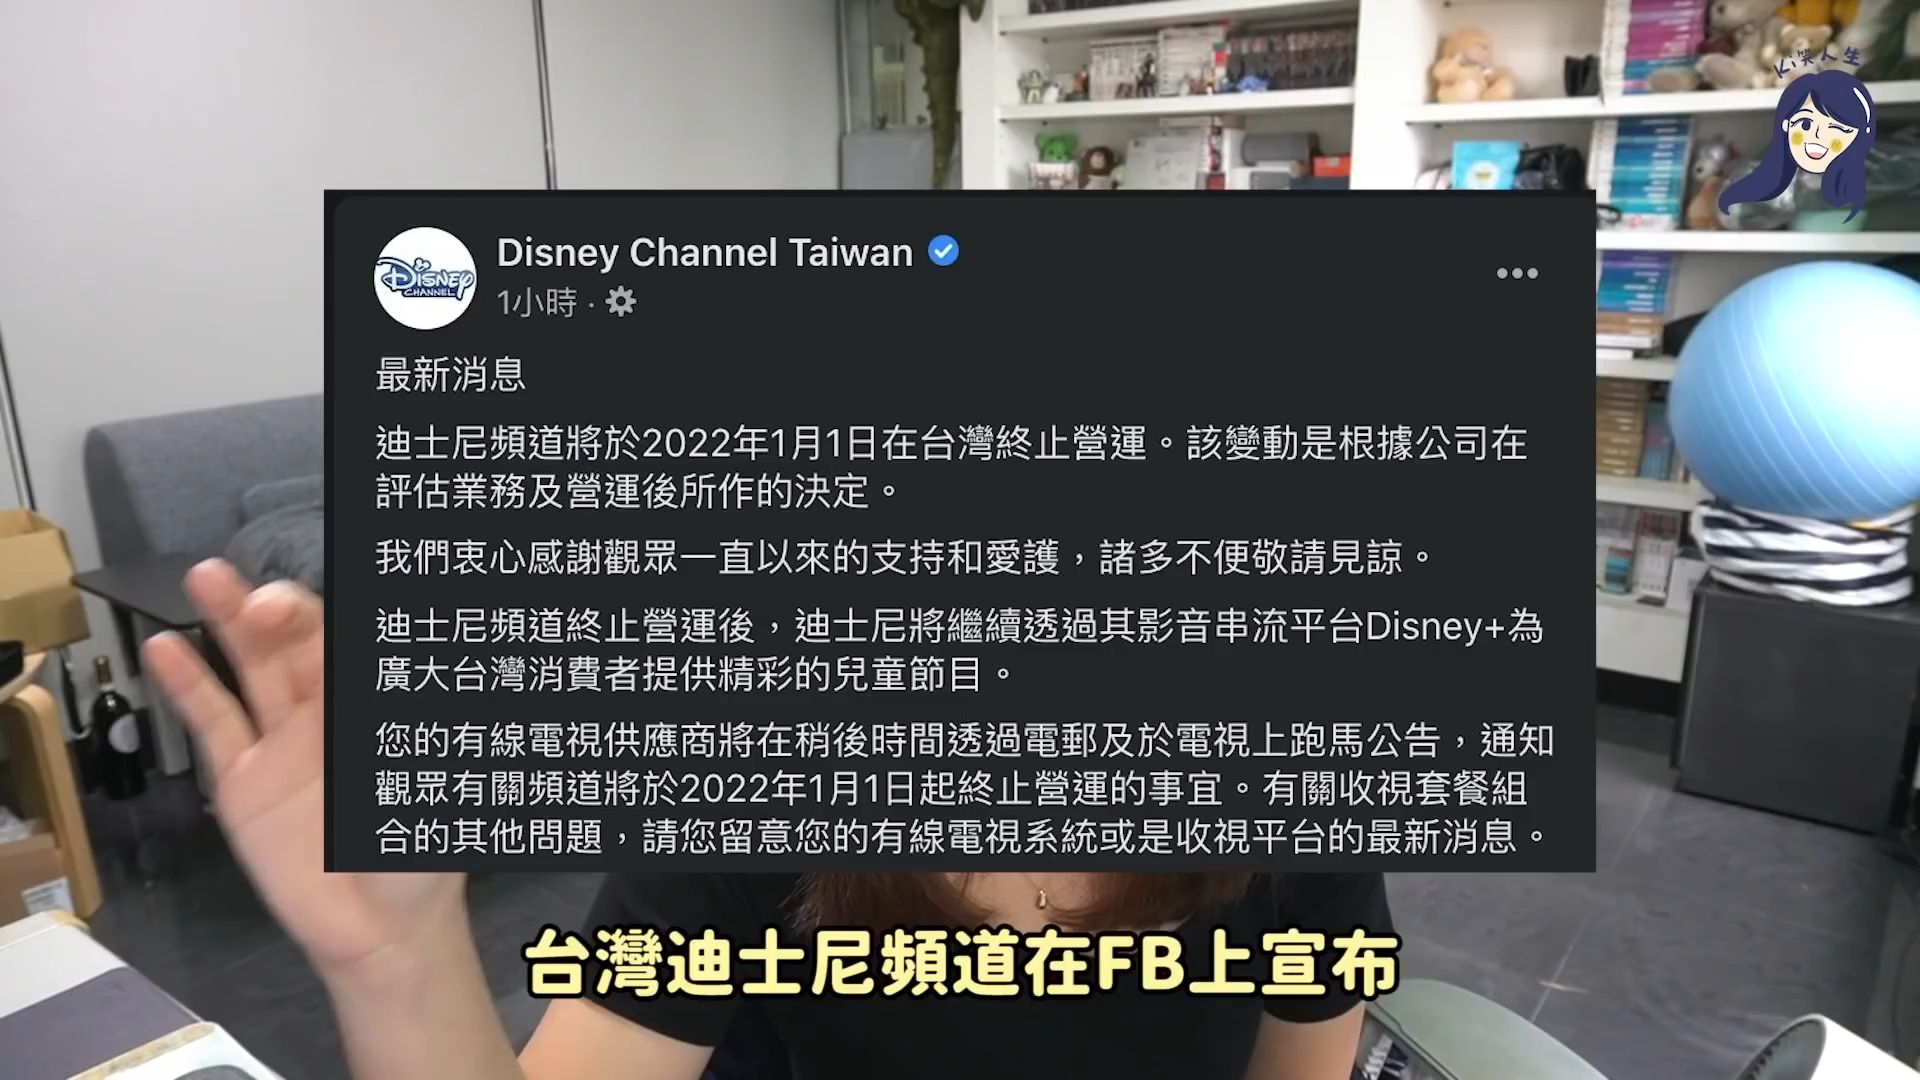 Ki笑人生
Disney Channel Taiwan
DISNEY
CHANNEL
1小時 ·
最新消息
迪士尼頻道將於2022年1月1日在台灣終止營運。該變動是根據公司在
評估業務及營運後所作的決定。
我們衷心感謝觀眾一直以來的支持和愛護，諸多不便敬請見諒。
迪士尼頻道終止營運後，迪士尼將繼續透過其影音串流平台Disney+為
廣大台灣消費者提供精彩的兒童節目。
您的有線電視供應商將在稍後時間透過電郵及於電視上跑馬公告，通知
觀眾有關頻道將於2022年1月1日起終止營運的事宜。有關收視套餐組
合的其他問題，請您留意您的有線電視系統或是收視平台的最新消息。
台灣迪士尼頻道在FB上宣布